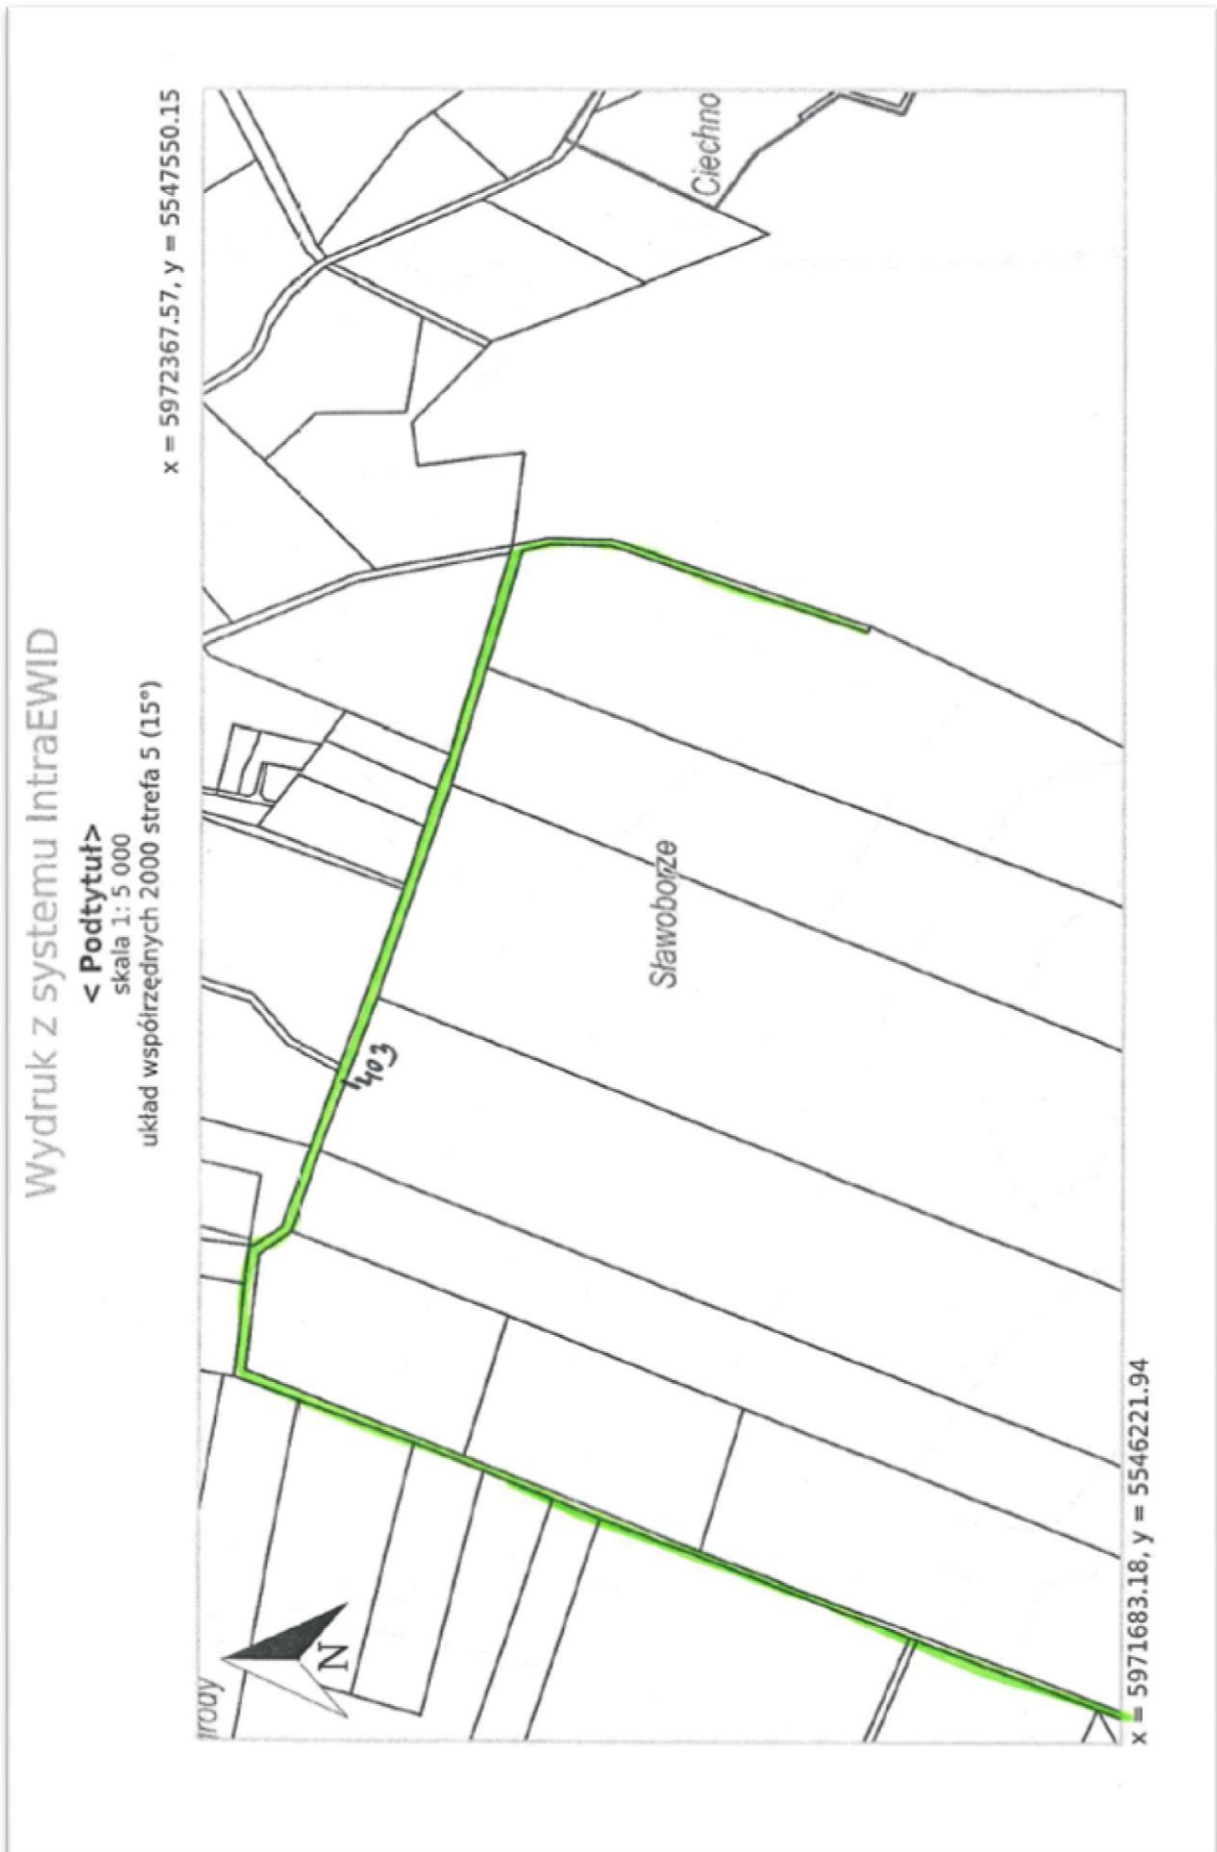 Wydruk z systemu IntraEWID
< Podtytuł>
skala 1: 5 000
układ współrzędnych 2000 strefa 5 (15°)
x = 5972367.57, y = 5547550.15
N
Ciechno
Sławoborze
403
x = 5971683.18, y = 5546221.94